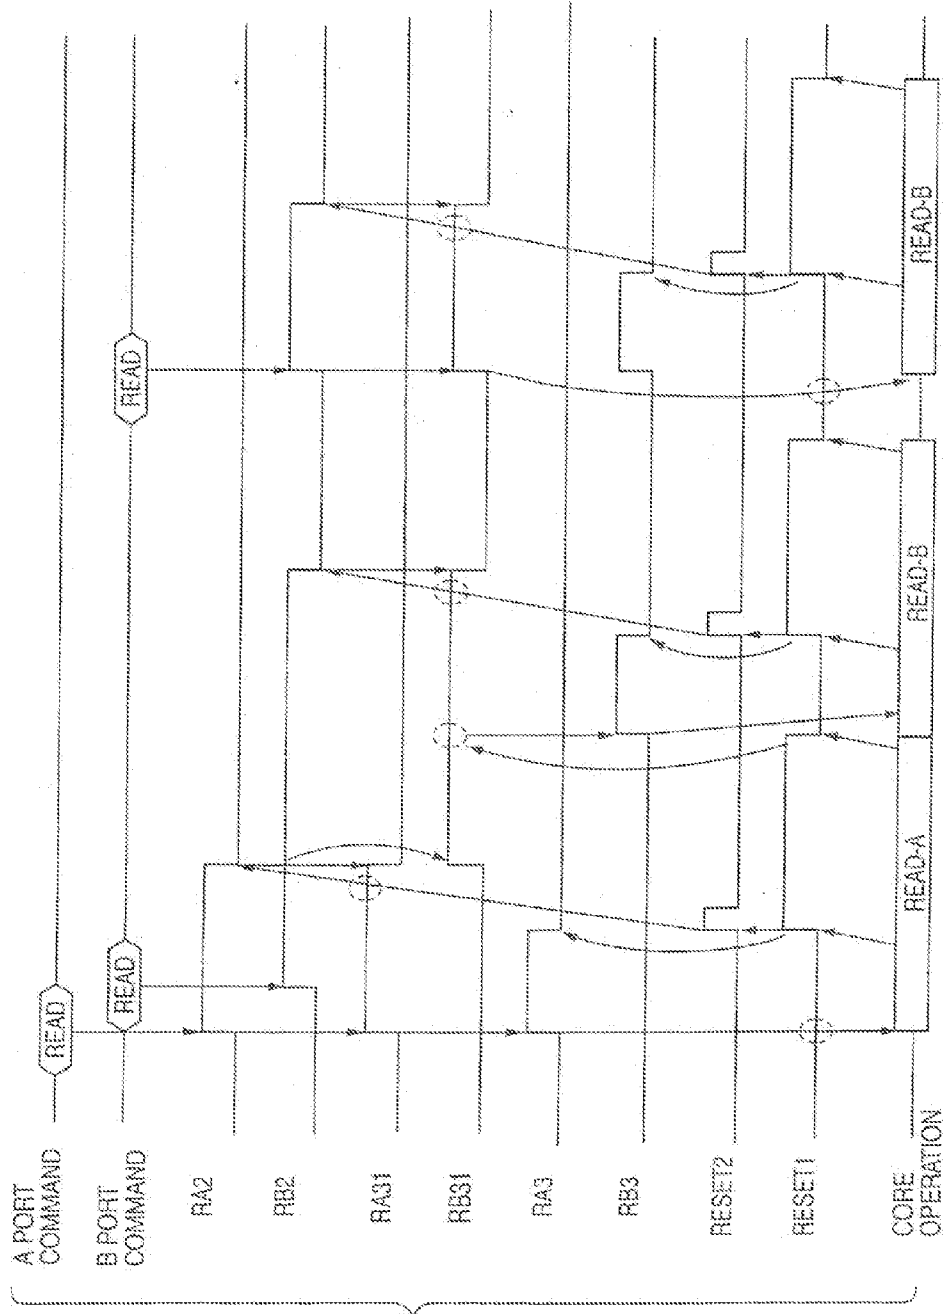 A PORT
COMMAND
READ
B PORT
COMMAND
READ
READ
RA2
RB2
RA31
RB31
RA3
RB3
RESET2
RESET1
CORE
OPERATION
READ-A
READ-B
READ-B